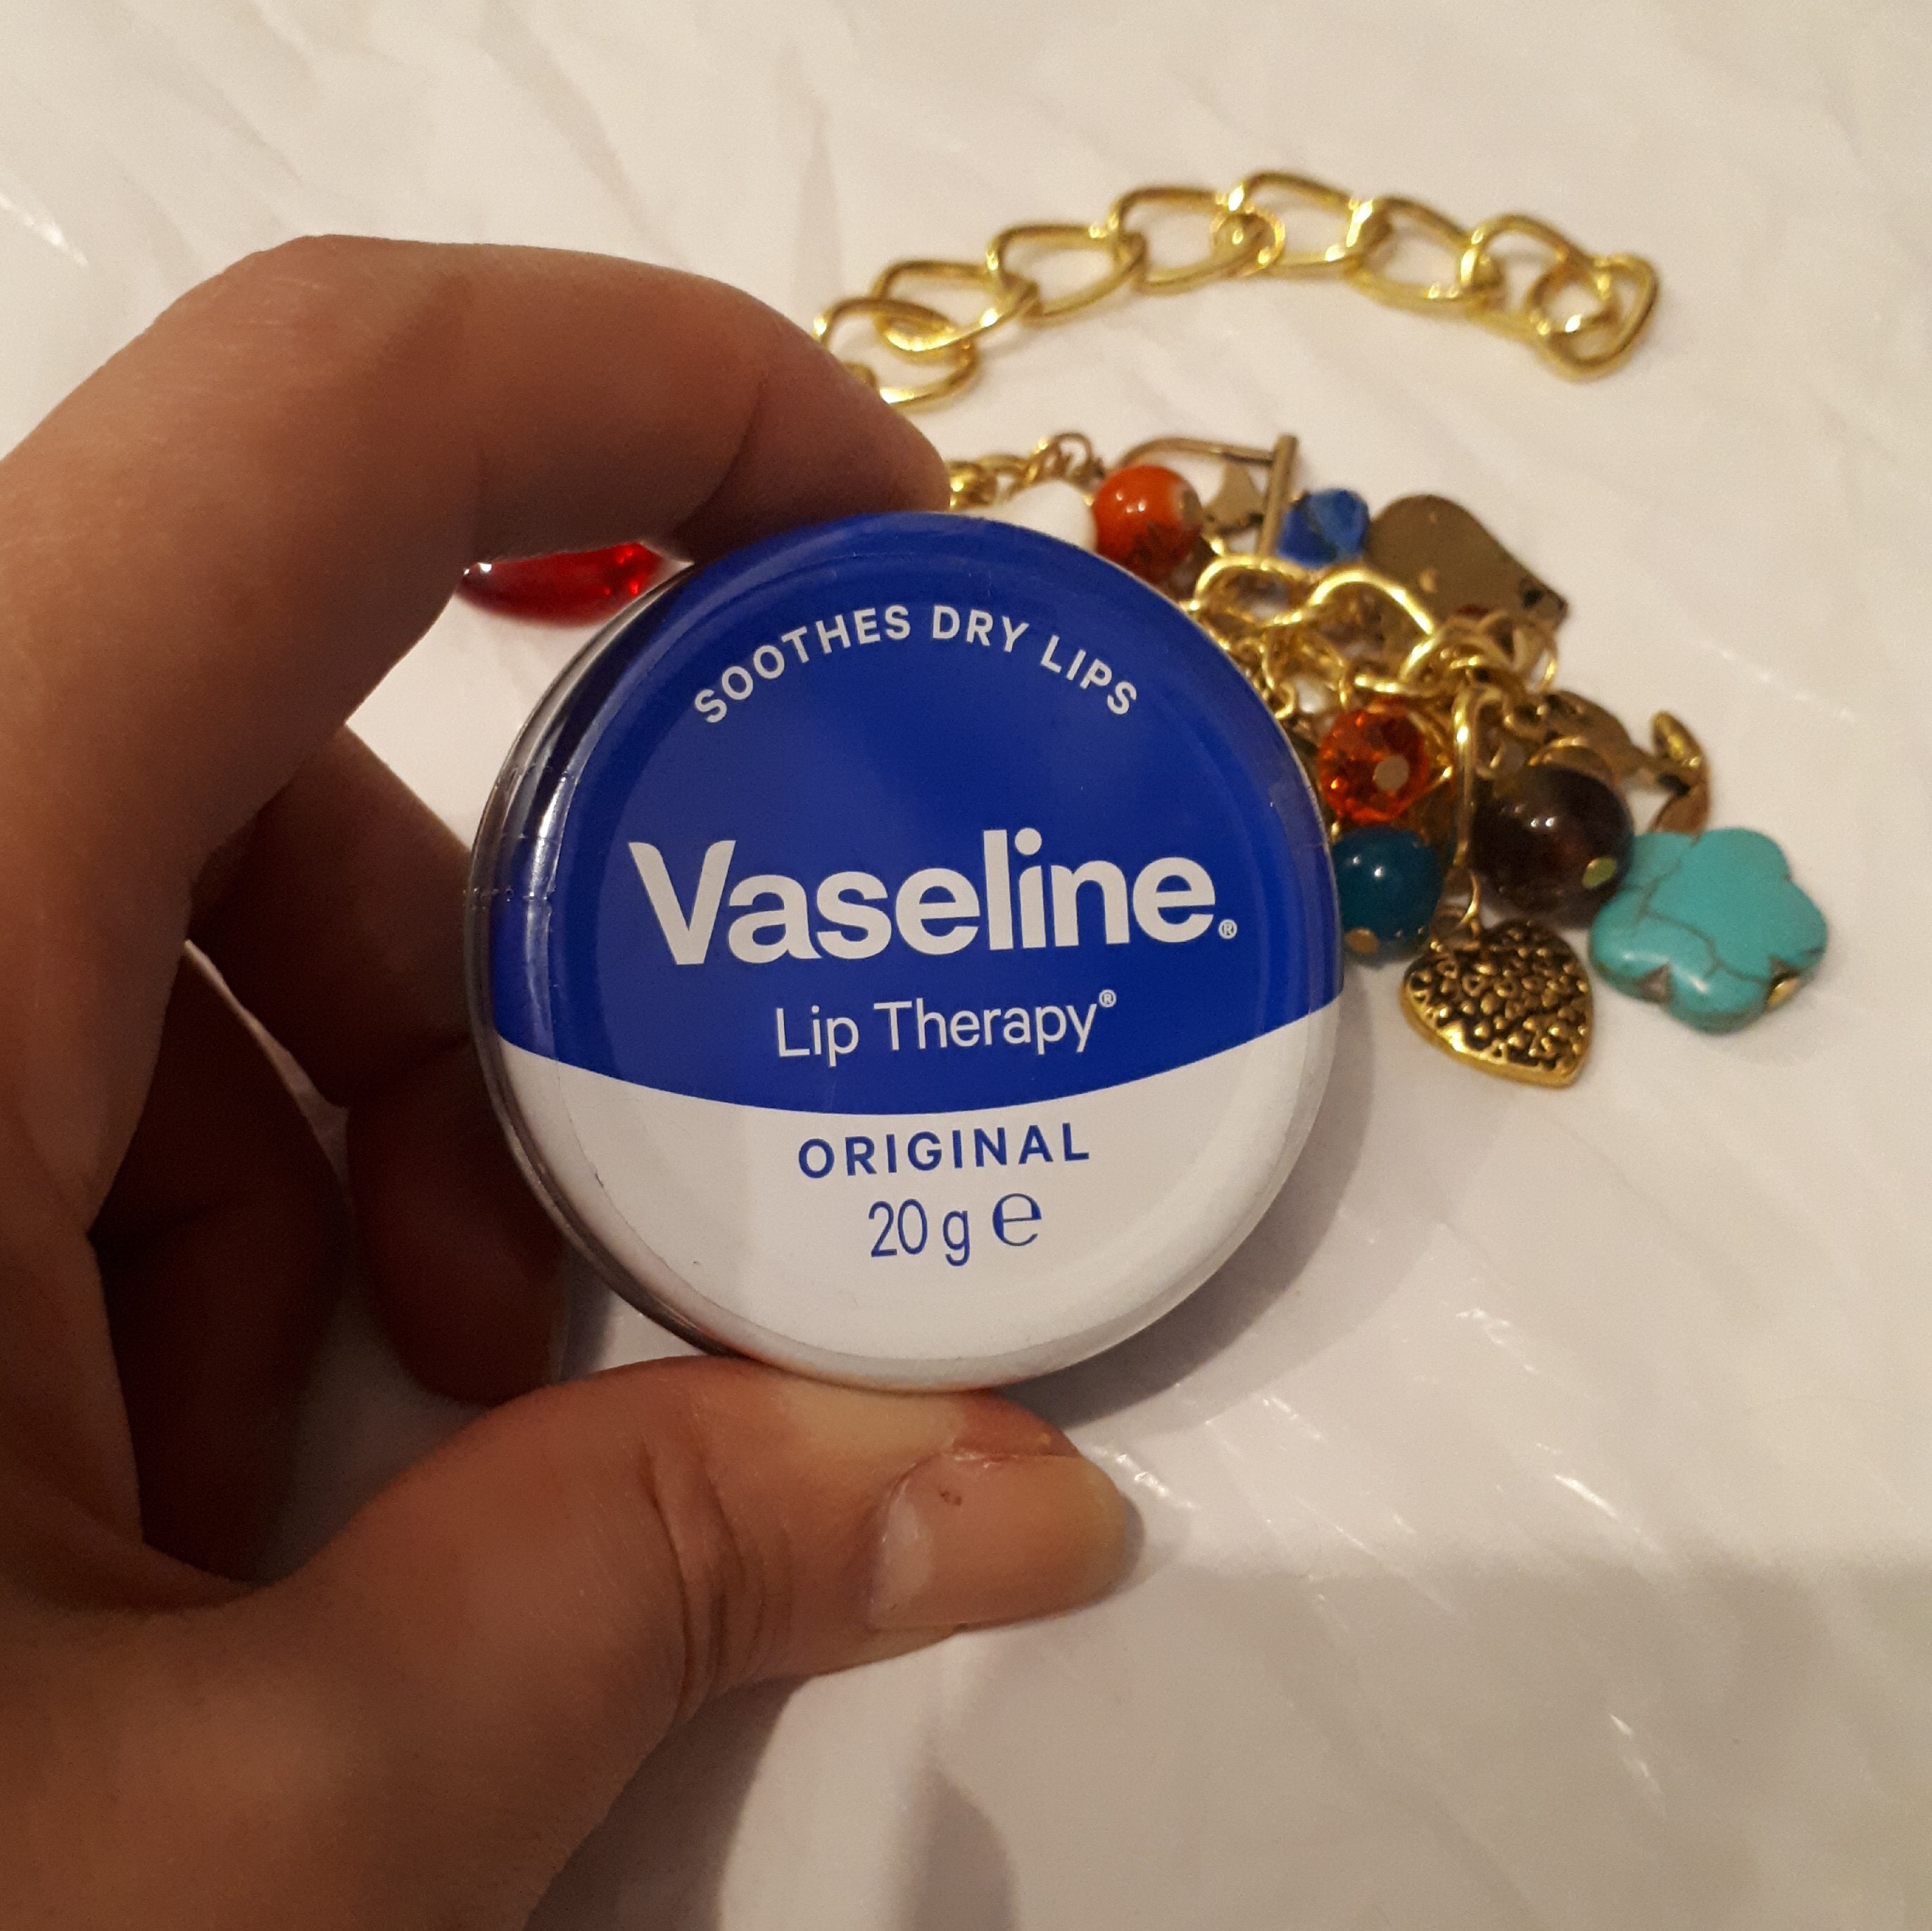 SOOTHES DRY LIPS
Vaseline®
Lip Therapy®
ORIGINAL
20 g ℮